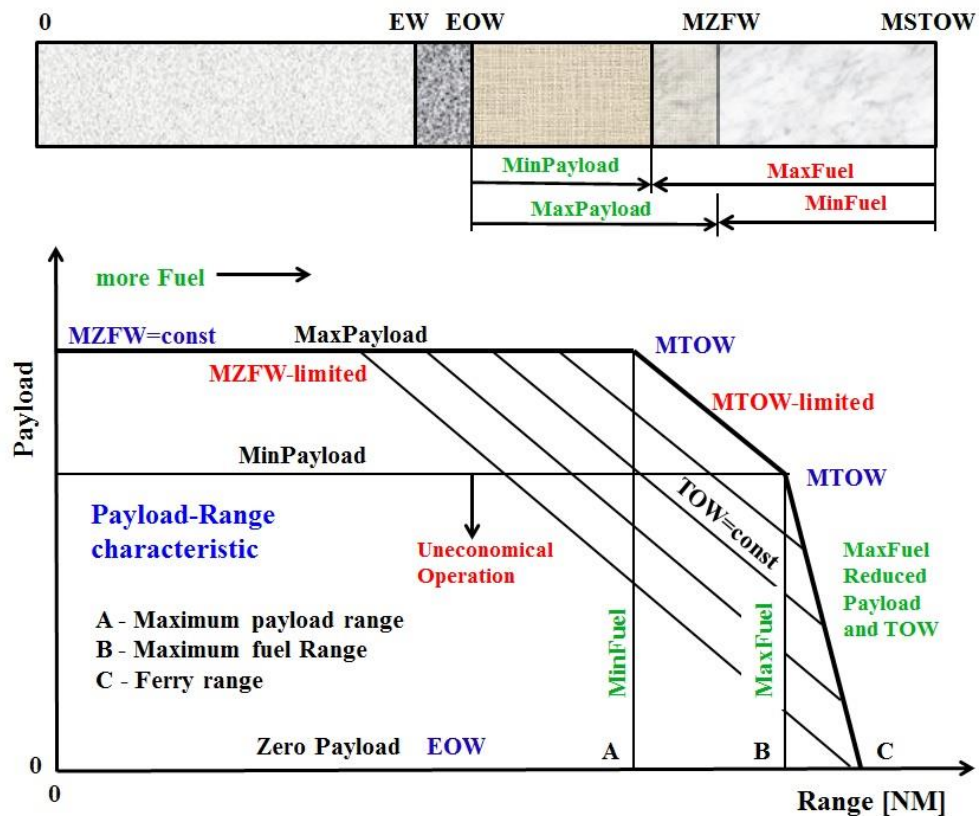 0 EW EOW MZFW MSTOW
MinPayload MaxFuel
MaxPayload MinFuel
more Fuel
MZFW=const MaxPayload MTOW
MZFW-limited MTOW-limited
Payload
MinPayload MTOW
TOW=const
Payload-Range
characteristic
Uneconomical
Operation
MaxFuel
Reduced
Payload
and TOW
A - Maximum payload range
B - Maximum fuel Range
C - Ferry range
MinFuel
MaxFuel
Zero Payload EOW A B C
0
0
Range [NM]